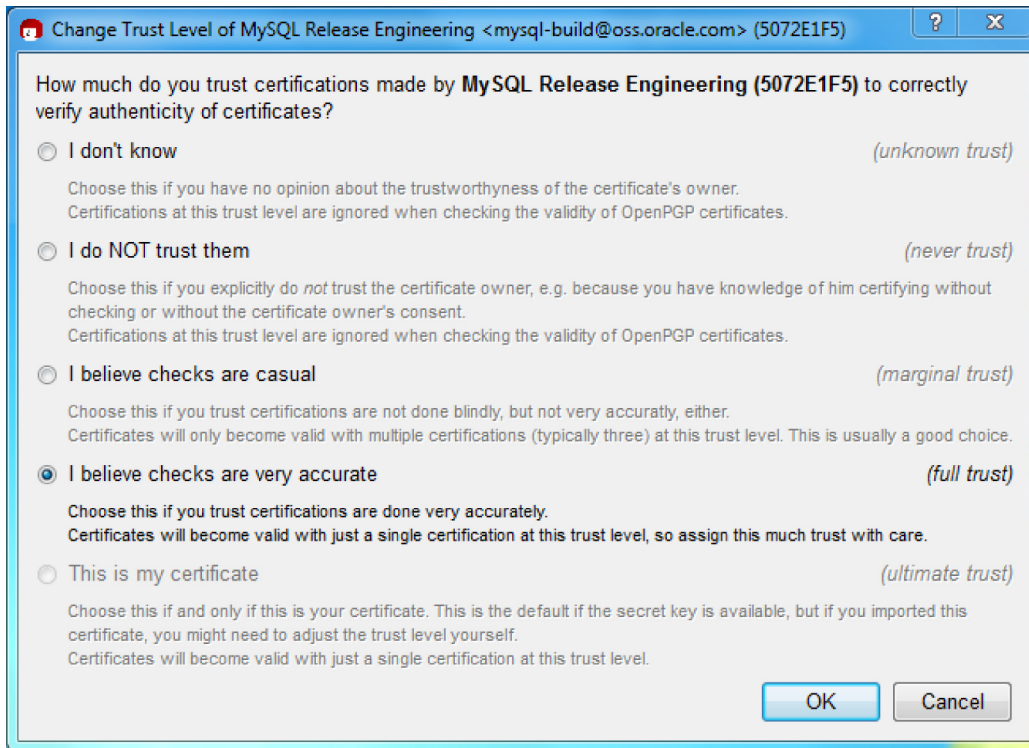 Change Trust Level of MySQL Release Engineering <mysql-build@oss.oracle.com> (5072E1F5)
How much do you trust certifications made by MySQL Release Engineering (5072E1F5) to correctly
verify authenticity of certificates?
I don't know (unknown trust)
Choose this if you have no opinion about the trustworthyness of the certificate's owner.
Certifications at this trust level are ignored when checking the validity of OpenPGP certificates.
I do NOT trust them (never trust)
Choose this if you explicitly do not trust the certificate owner, e.g. because you have knowledge of him certifying without
checking or without the certificate owner's consent.
Certifications at this trust level are ignored when checking the validity of OpenPGP certificates.
I believe checks are casual (marginal trust)
Choose this if you trust certifications are not done blindly, but not very accuratly, either.
Certificates will only become valid with multiple certifications (typically three) at this trust level. This is usually a good choice.
I believe checks are very accurate (full trust)
Choose this if you trust certifications are done very accurately.
Certificates will become valid with just a single certification at this trust level, so assign this much trust with care.
This is my certificate (ultimate trust)
Choose this if and only if this is your certificate. This is the default if the secret key is available, but if you imported this
certificate, you might need to adjust the trust level yourself.
Certificates will become valid with just a single certification at this trust level.
OK Cancel